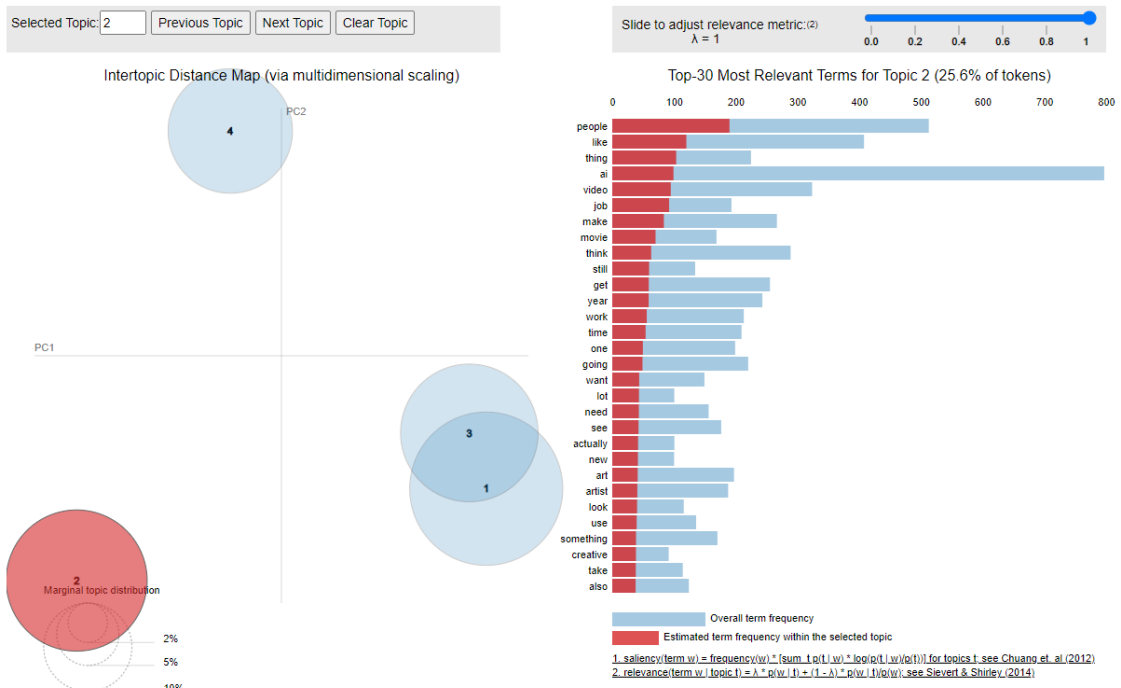 Selected Topic: 2 Previous Topic Next Topic Clear Topic
Slide to adjust relevance metric:(2)
λ = 1
0.0 0.2 0.4 0.6 0.8 1
Intertopic Distance Map (via multidimensional scaling)
PC2
PC1
4
3
1
2
Marginal topic distribution
2%
5%
10%
Top-30 Most Relevant Terms for Topic 2 (25.6% of tokens)
0 100 200 300 400 500 600 700 800
people
like
thing
ai
video
job
make
movie
think
still
get
year
work
time
one
going
want
lot
need
see
actually
new
art
artist
look
use
something
creative
take
also
Overall term frequency
Estimated term frequency within the selected topic
1. saliency(term w) = frequency(w) * [sum_t p(t | w) * log(p(t | w)/p(t))] for topics t; see Chuang et. al (2012)
2. relevance(term w | topic t) = λ * p(w | t) + (1 - λ) * p(w | t)/p(w); see Sievert & Shirley (2014)